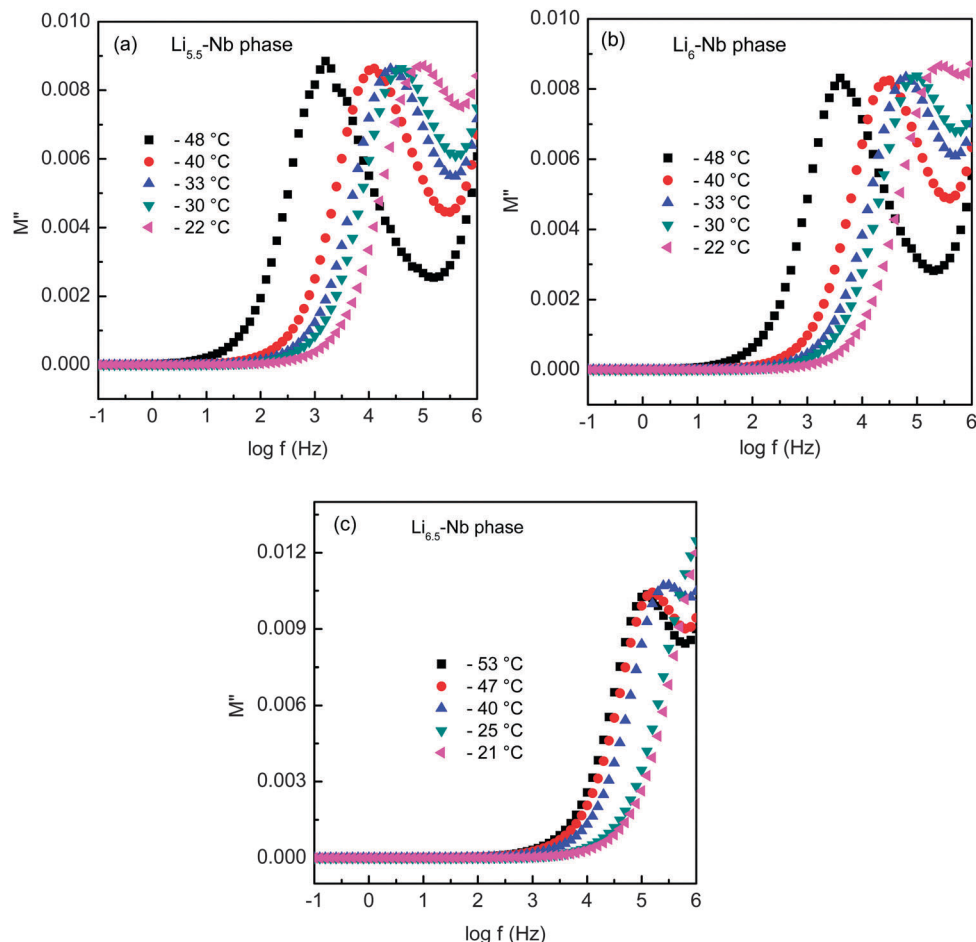 (a) Li5.5-Nb phase
0.010
0.008
0.006
0.004
0.002
0.000
M"
- 48 °C
- 40 °C
- 33 °C
- 30 °C
- 22 °C
-1 0 1 2 3 4 5 6
log f (Hz)
(b) Li6-Nb phase
0.010
0.008
0.006
0.004
0.002
0.000
M"
- 48 °C
- 40 °C
- 33 °C
- 30 °C
- 22 °C
-1 0 1 2 3 4 5 6
log f (Hz)
(c) Li6.5-Nb phase
0.012
0.009
0.006
0.003
0.000
M"
- 53 °C
- 47 °C
- 40 °C
- 25 °C
- 21 °C
-1 0 1 2 3 4 5 6
log f (Hz)